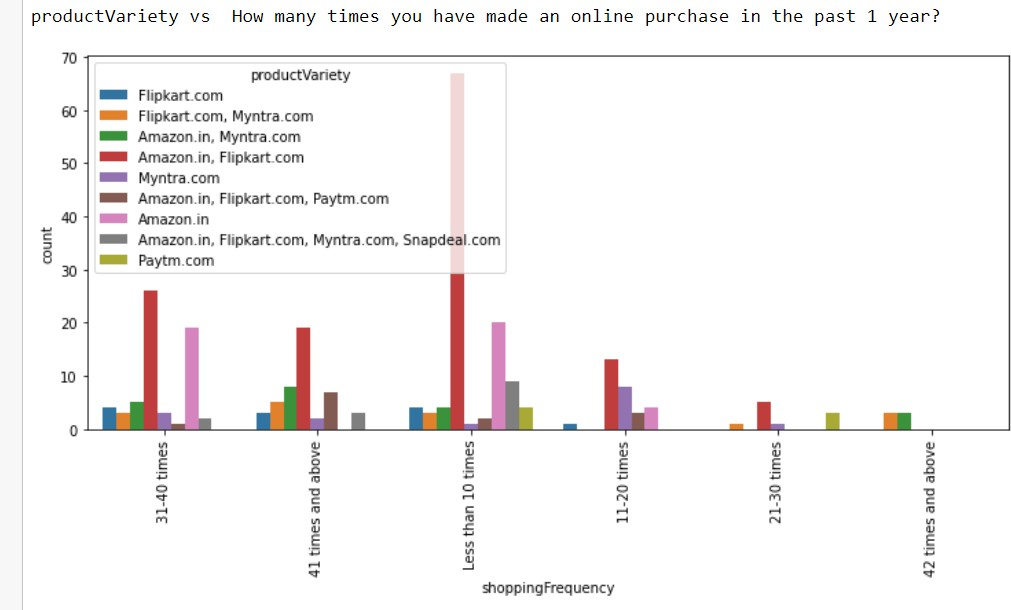 productVariety vs How many times you have made an online purchase in the past 1 year?
70
60
50
40
30
20
10
0
count
productVariety
Flipkart.com
Flipkart.com, Myntra.com
Amazon.in, Myntra.com
Amazon.in, Flipkart.com
Myntra.com
Amazon.in, Flipkart.com, Paytm.com
Amazon.in
Amazon.in, Flipkart.com, Myntra.com, Snapdeal.com
Paytm.com
31-40 times
41 times and above
Less than 10 times
11-20 times
21-30 times
42 times and above
shoppingFrequency